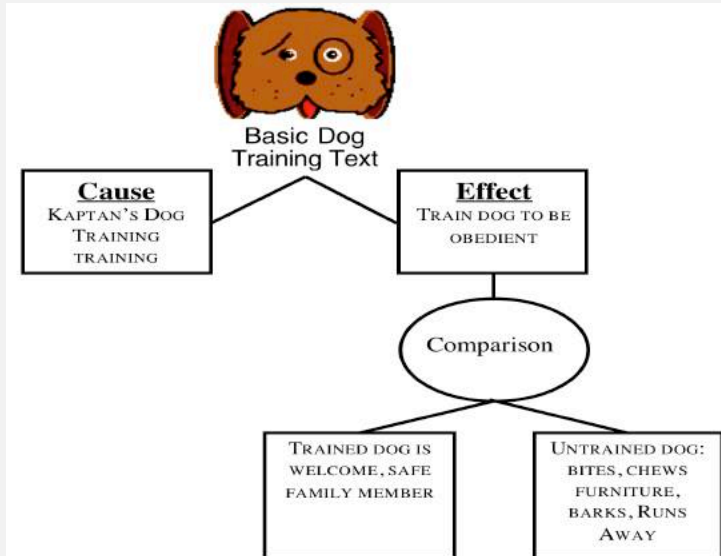 Basic Dog
Training Text
Cause
KAPTAN'S DOG
TRAINING
TRAINING
Effect
TRAIN DOG TO BE
OBEDIENT
Comparison
TRAINED DOG IS
WELCOME, SAFE
FAMILY MEMBER
UNTRAINED DOG:
BITES, CHEWS
FURNITURE,
BARKS, RUNS
AWAY